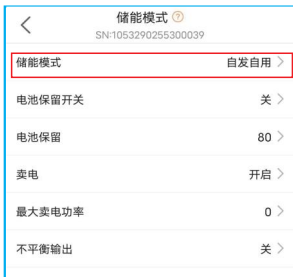 储能模式 ?
SN:1053290255300039
储能模式 自发自用
电池保留开关 关
电池保留 80
卖电 开启
最大卖电功率 0
不平衡输出 关